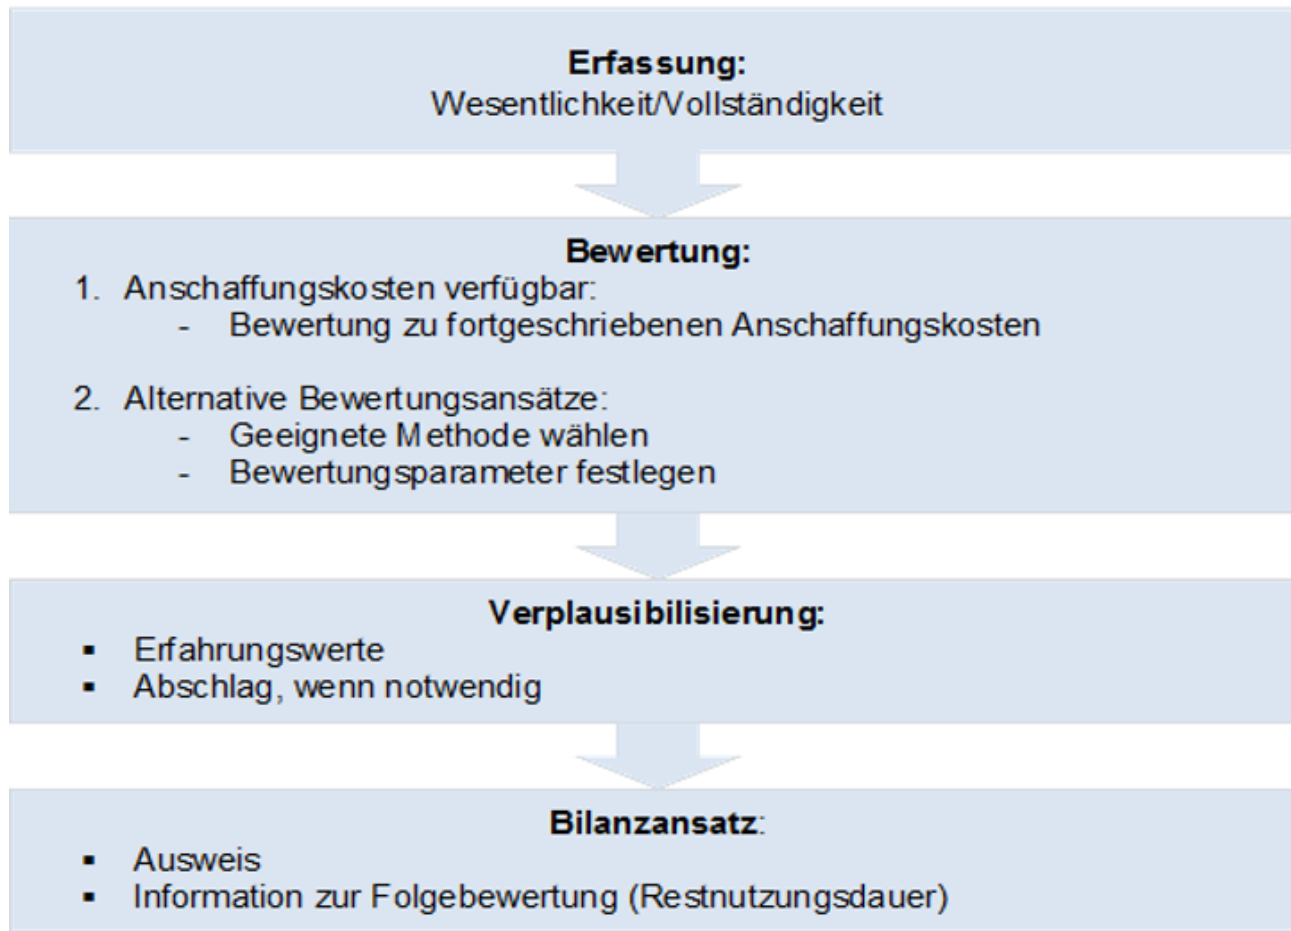 Erfassung:
Wesentlichkeit/Vollständigkeit
Bewertung:
1. Anschaffungskosten verfügbar:
- Bewertung zu fortgeschriebenen Anschaffungskosten
2. Alternative Bewertungsansätze:
- Geeignete Methode wählen
- Bewertungsparameter festlegen
Verplausibilisierung:
▪ Erfahrungswerte
▪ Abschlag, wenn notwendig
Bilanzansatz:
▪ Ausweis
▪ Information zur Folgebewertung (Restnutzungsdauer)